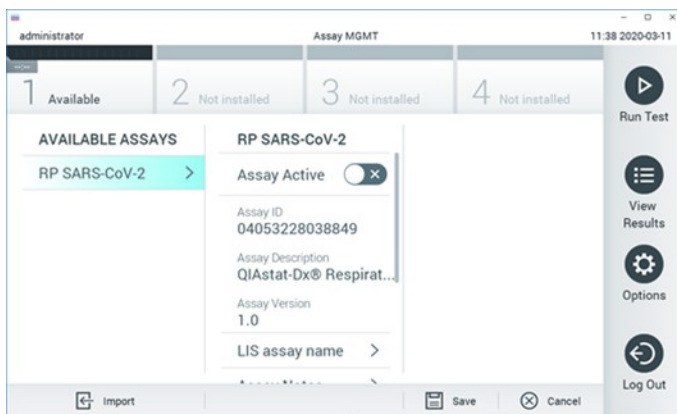 administrator
Assay MGMT
11:38 2020-03-11
1 Available
2 Not installed
3 Not installed
4 Not installed
Run Test
View
Results
Options
Log Out
AVAILABLE ASSAYS
RP SARS-CoV-2
RP SARS-CoV-2
Assay Active
Assay ID
04053228038849
Assay Description
QIAstat-Dx® Respirat...
Assay Version
1.0
LIS assay name
Import
Save
Cancel